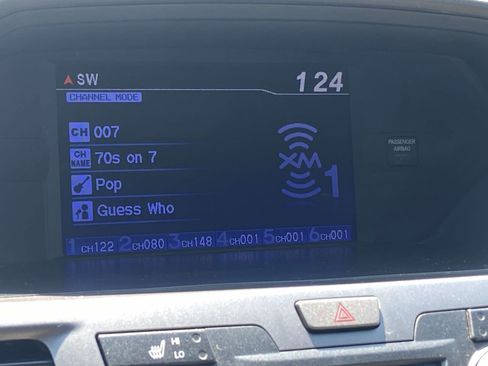 SW
124
CHANNEL MODE
CH 007
CH NAME 70s on 7
Pop
Guess Who
XM 1
1 CH122 2 CH080 3 CH148 4 CH001 5 CH001 6 CH001
PASSENGER
AIRBAG
HI
LO